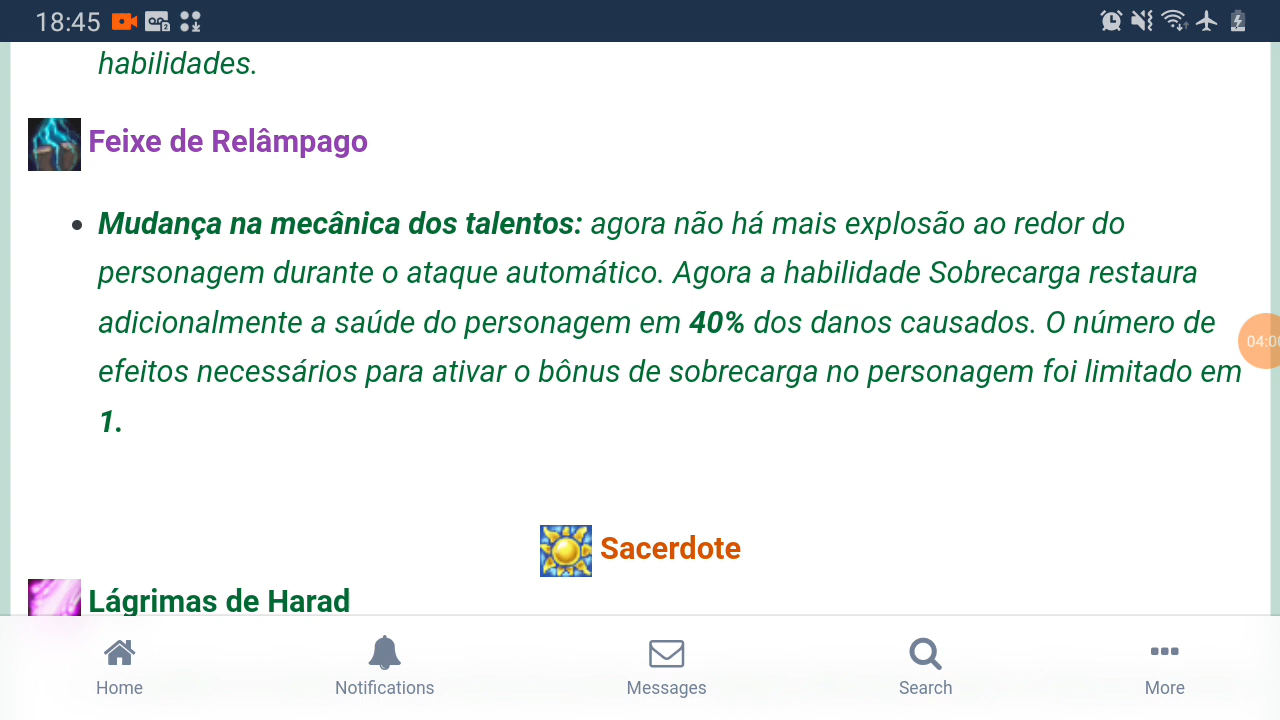 18:45
habilidades.
Feixe de Relâmpago
Mudança na mecânica dos talentos: agora não há mais explosão ao redor do
personagem durante o ataque automático. Agora a habilidade Sobrecarga restaura
adicionalmente a saúde do personagem em 40% dos danos causados. O número de
efeitos necessários para ativar o bônus de sobrecarga no personagem foi limitado em
1.
Sacerdote
Lágrimas de Harad
Home Notifications Messages Search More